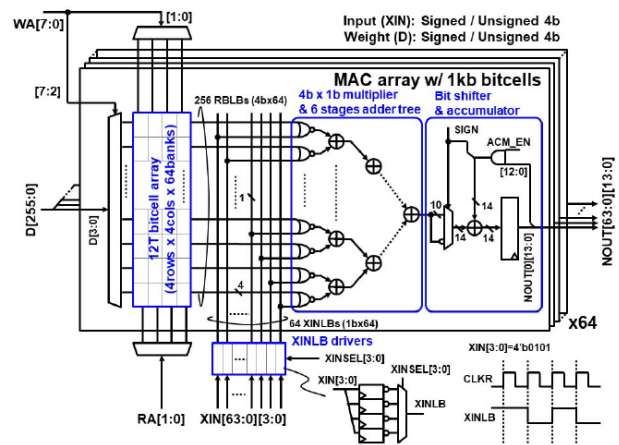 WA[7:0]
[1:0]
Input (XIN): Signed / Unsigned 4b
Weight (D): Signed / Unsigned 4b
MAC array w/ 1kb bitcells
[7:2]
256 RBLBs (4bx64)
4b x 1b multiplier
& 6 stages adder tree
Bit shifter
& accumulator
SIGN
ACM_EN
[12:0]
D[255:0]
D[3:0]
12T bitcell array
(4rows x 4cols x 64banks)
1
10
14
14
14
NOUT[0][13:0]
NOUT[63:0][13:0]
4
64 XINLBs (1bx64)
x64
XINLB drivers
XINSEL[3:0]
XIN[3:0]
XINSEL[3:0]
XINLB
XIN[3:0]=4'b0101
CLKR
XINLB
RA[1:0]
XIN[63:0][3:0]